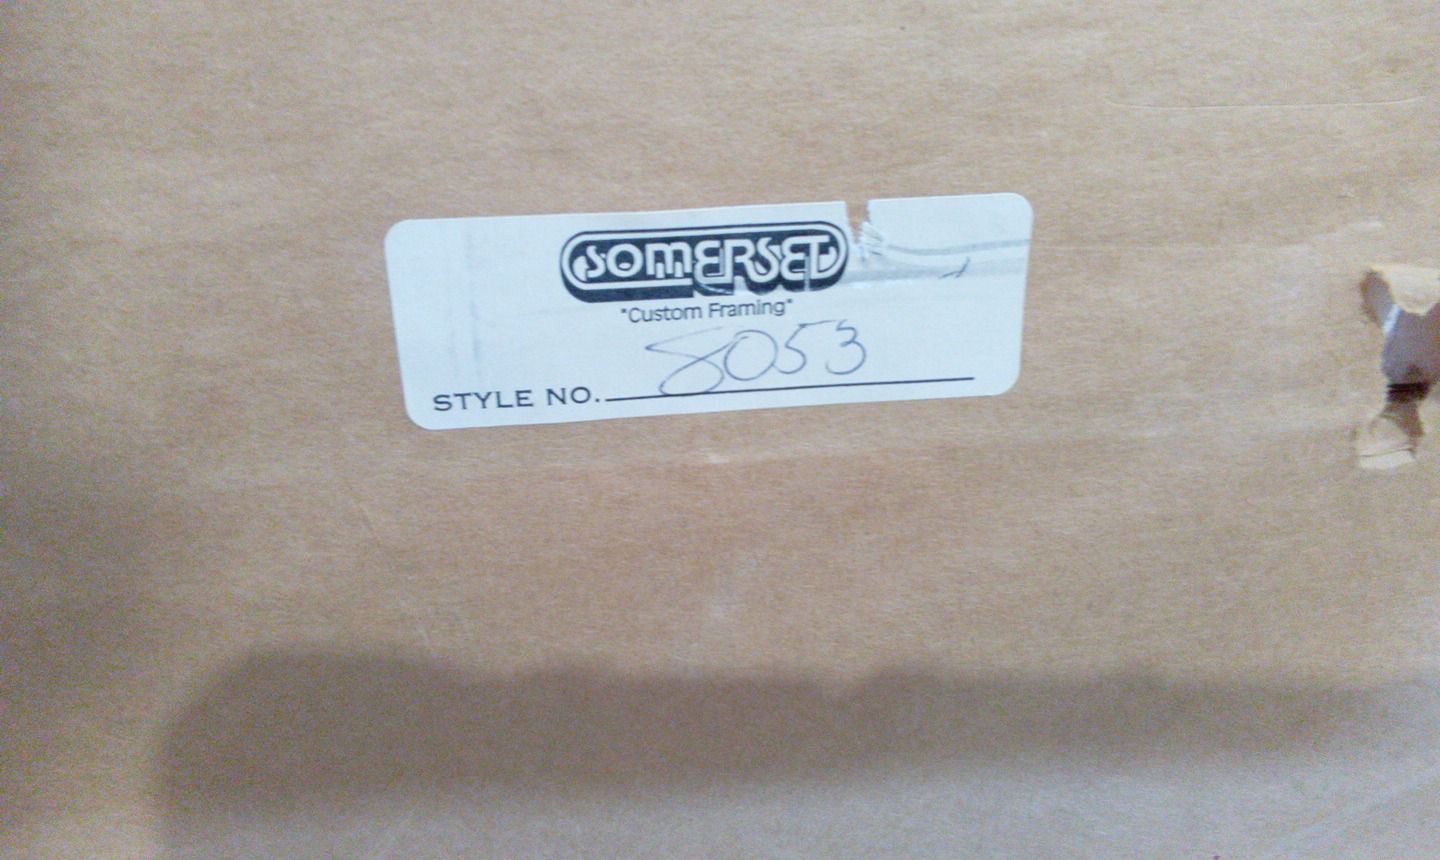 SOMERSET
"Custom Framing"
8053
STYLE NO.